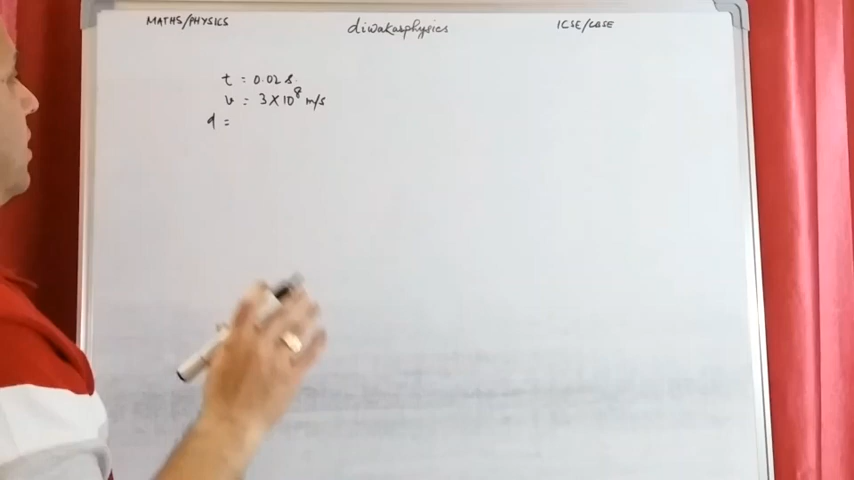 MATHS/PHYSICS
diwakarphysics
ICSE/CBSE
t = 0.02 s.
v = 3 X 10⁸ m/s
d =